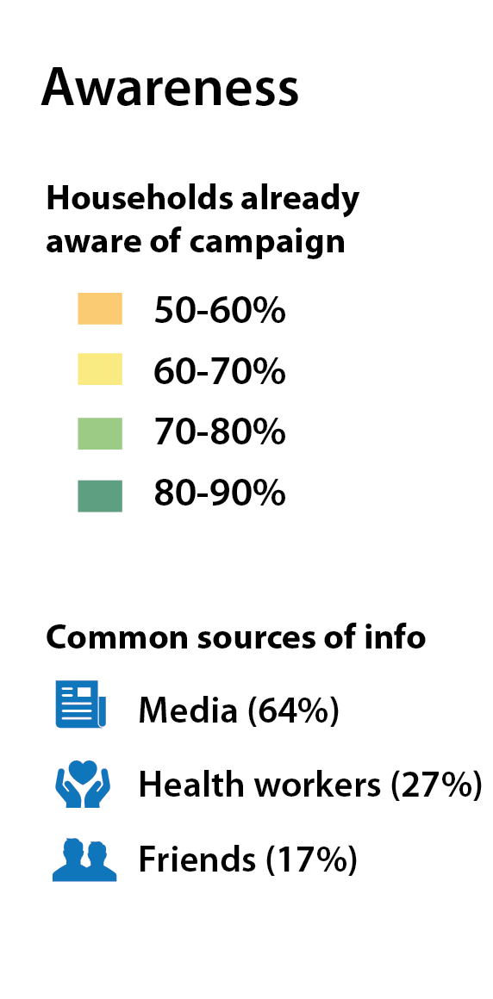 Awareness
Households already
aware of campaign
50-60%
60-70%
70-80%
80-90%
Common sources of info
Media (64%)
Health workers (27%)
Friends (17%)